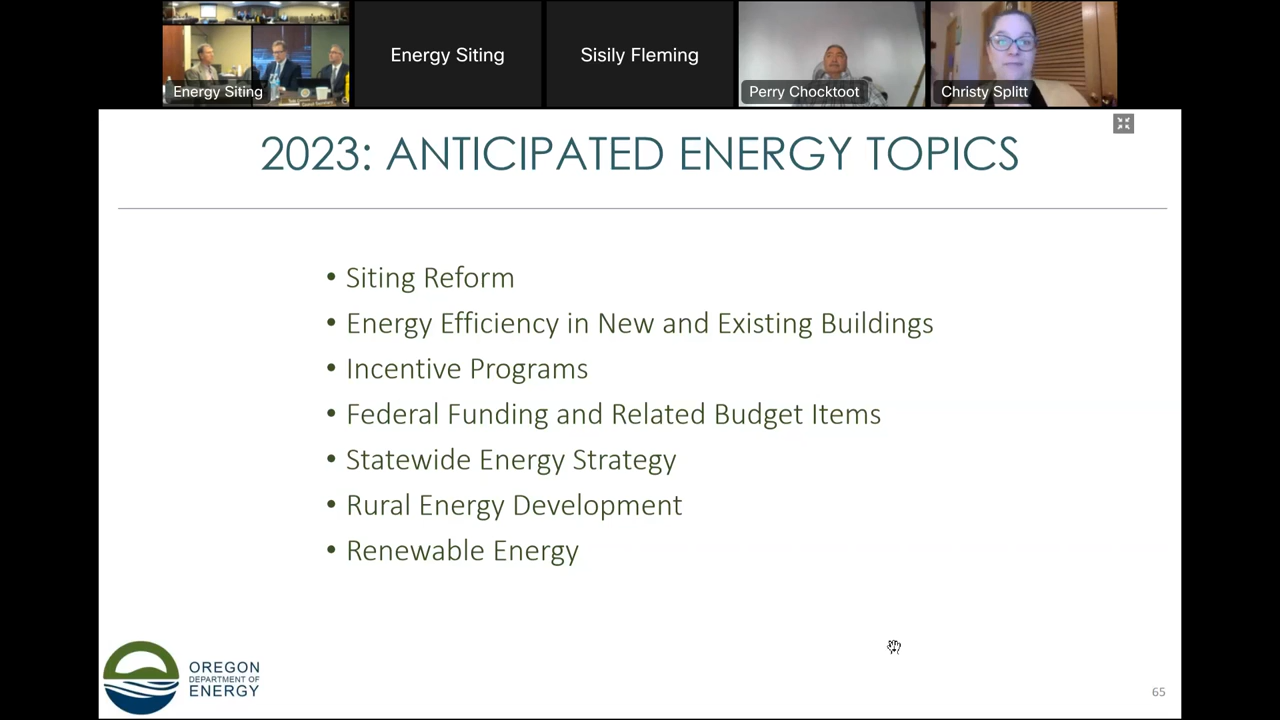 Energy Siting
Energy Siting
Sisily Fleming
Perry Chocktoot
Christy Splitt
2023: ANTICIPATED ENERGY TOPICS
• Siting Reform
• Energy Efficiency in New and Existing Buildings
• Incentive Programs
• Federal Funding and Related Budget Items
• Statewide Energy Strategy
• Rural Energy Development
• Renewable Energy
OREGON
DEPARTMENT OF
ENERGY
65